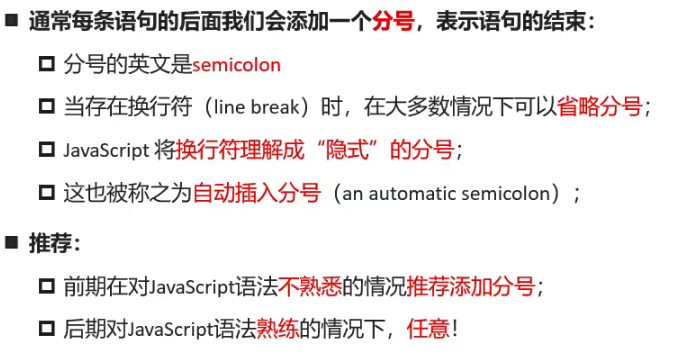 通常每条语句的后面我们会添加一个分号，表示语句的结束：
分号的英文是semicolon
当存在换行符（line break）时，在大多数情况下可以省略分号；
JavaScript 将换行符理解成“隐式”的分号；
这也被称之为自动插入分号（an automatic semicolon）；
推荐：
前期在对JavaScript语法不熟悉的情况推荐添加分号；
后期对JavaScript语法熟练的情况下，任意！